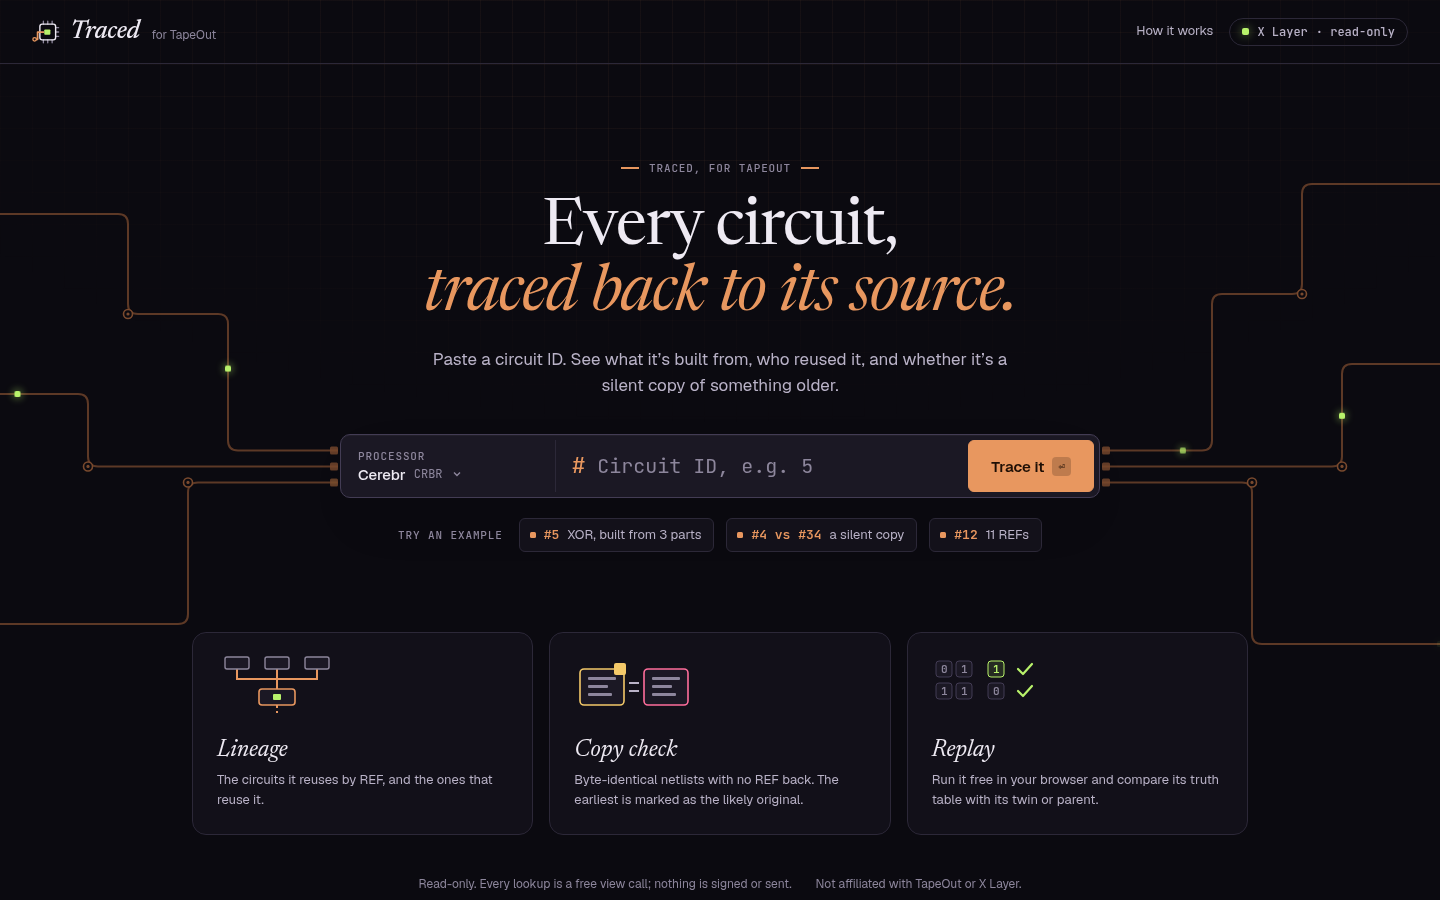 Traced for TapeOut
How it works
X Layer · read-only
TRACED, FOR TAPEOUT
Every circuit,
traced back to its source.
Paste a circuit ID. See what it’s built from, who reused it, and whether it’s a
silent copy of something older.
PROCESSOR
Cerebr CRBR
# Circuit ID, e.g. 5
Trace it ⏎
TRY AN EXAMPLE
#5 XOR, built from 3 parts
#4 vs #34 a silent copy
#12 11 REFs
0 1 1
1 1 0
Lineage
The circuits it reuses by REF, and the ones that
reuse it.
Copy check
Byte-identical netlists with no REF back. The
earliest is marked as the likely original.
Replay
Run it free in your browser and compare its truth
table with its twin or parent.
Read-only. Every lookup is a free view call; nothing is signed or sent.
Not affiliated with TapeOut or X Layer.